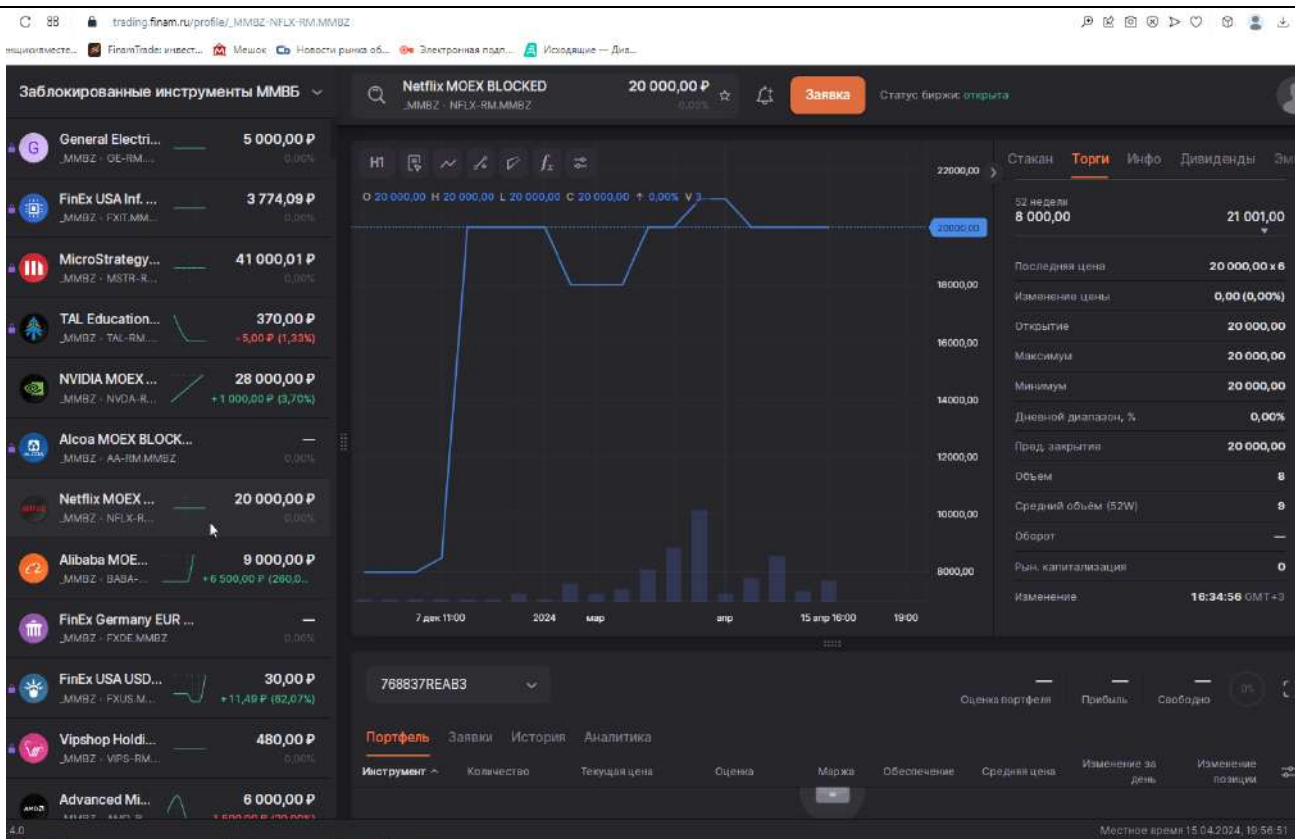 trading.finam.ru/profile/_MMBZ-NFLX-RM.MMBZ
FinamTrade: инвест... Мешок Новости рынка об... Электронная подп... Исходящие — Диа...
Заблокированные инструменты ММВБ
Netflix MOEX BLOCKED 20 000,00 ₽
_MMBZ · NFLX-RM.MMBZ 0,00%
Заявка
Статус биржи: открыта
General Electri... 5 000,00 ₽
_MMBZ · GE-RM.... 0,00%
FinEx USA Inf. ... 3 774,09 ₽
_MMBZ · FXIT.MM... 0,00%
MicroStrategy... 41 000,01 ₽
_MMBZ · MSTR-R... 0,00%
TAL Education... 370,00 ₽
_MMBZ · TAL-RM.... -5,00 ₽ (1,33%)
NVIDIA MOEX ... 28 000,00 ₽
_MMBZ · NVDA-R... +1 000,00 ₽ (3,70%)
Alcoa MOEX BLOCK... —
_MMBZ · AA-RM.MMBZ 0,00%
Netflix MOEX ... 20 000,00 ₽
_MMBZ · NFLX-R... 0,00%
Alibaba MOE... 9 000,00 ₽
_MMBZ · BABA-... +6 500,00 ₽ (260,0...
FinEx Germany EUR ... —
_MMBZ · FXDE.MMBZ 0,00%
FinEx USA USD... 30,00 ₽
_MMBZ · FXUS.M... +11,49 ₽ (62,07%)
Vipshop Holdi... 480,00 ₽
_MMBZ · VIPS-RM... 0,00%
Advanced Mi... 6 000,00 ₽
4.0
H1
O 20 000,00 H 20 000,00 L 20 000,00 C 20 000,00 ↑ 0,00% V 3
22000,00
20000,00
18000,00
16000,00
14000,00
12000,00
10000,00
8000,00
7 дек 11:00 2024 мар апр 15 апр 16:00 19:00
Стакан Торги Инфо Дивиденды Эм
52 недели
8 000,00 21 001,00
Последняя цена 20 000,00 x 6
Изменение цены 0,00 (0,00%)
Открытие 20 000,00
Максимум 20 000,00
Минимум 20 000,00
Дневной диапазон, % 0,00%
Пред. закрытие 20 000,00
Объем 8
Средний объём (52W) 9
Оборот —
Рын. капитализация 0
Изменение 16:34:56 GMT+3
768837REAB3
— — — 0%
Оценка портфеля Прибыль Свободно
Портфель Заявки История Аналитика
Инструмент Количество Текущая цена Оценка Маржа Обеспечение Средняя цена Изменение за день Изменение позиции
Местное время 15.04.2024, 19:56:51